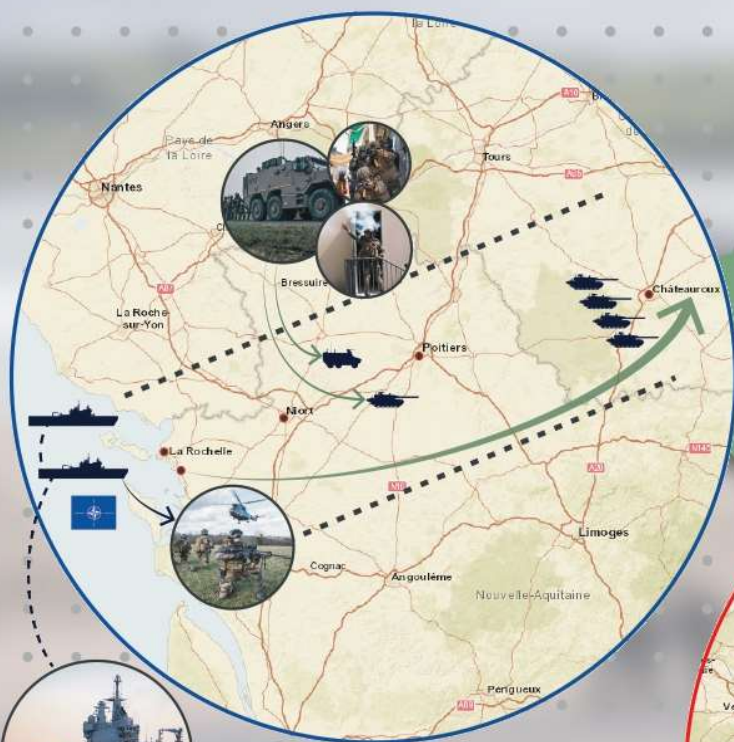 la Loire
A10
Angers
Pays de
la Loire
Tours
Nantes
A85
Bressuire
Châteauroux
A87
La Roche
sur-Yon
Poitiers
Niort
La Rochelle
A20
N145
N10
Limoges
Cognac
Angoulême
Nouvelle-Aquitaine
Périgueux
A89